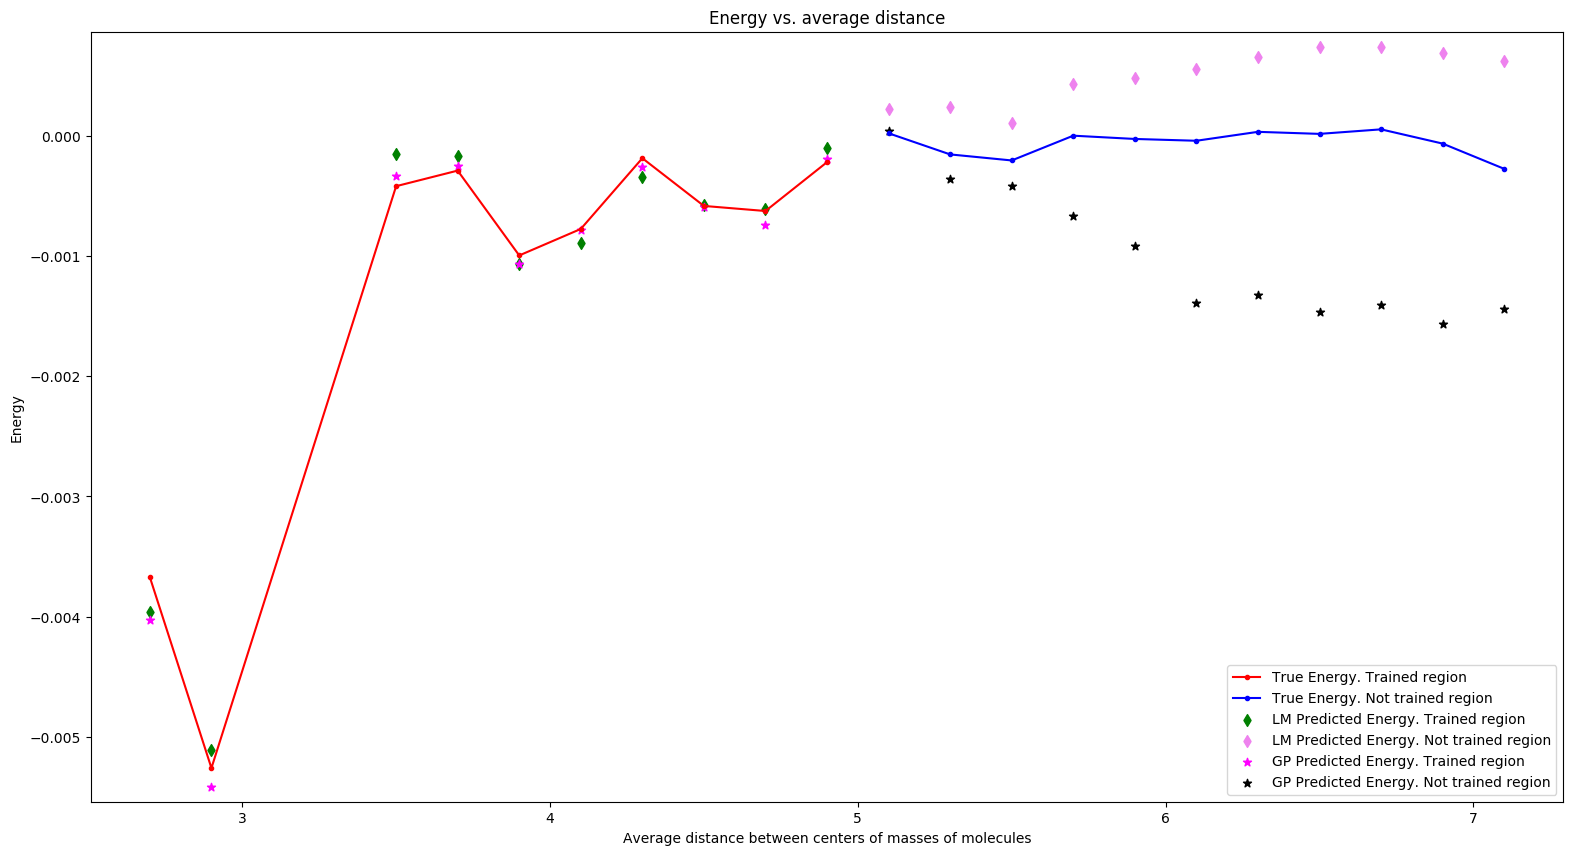 Energy vs. average distance
0.000
−0.001
−0.002
−0.003
−0.004
−0.005
Energy
3
4
5
6
7
Average distance between centers of masses of molecules
True Energy. Trained region
True Energy. Not trained region
LM Predicted Energy. Trained region
LM Predicted Energy. Not trained region
GP Predicted Energy. Trained region
GP Predicted Energy. Not trained region